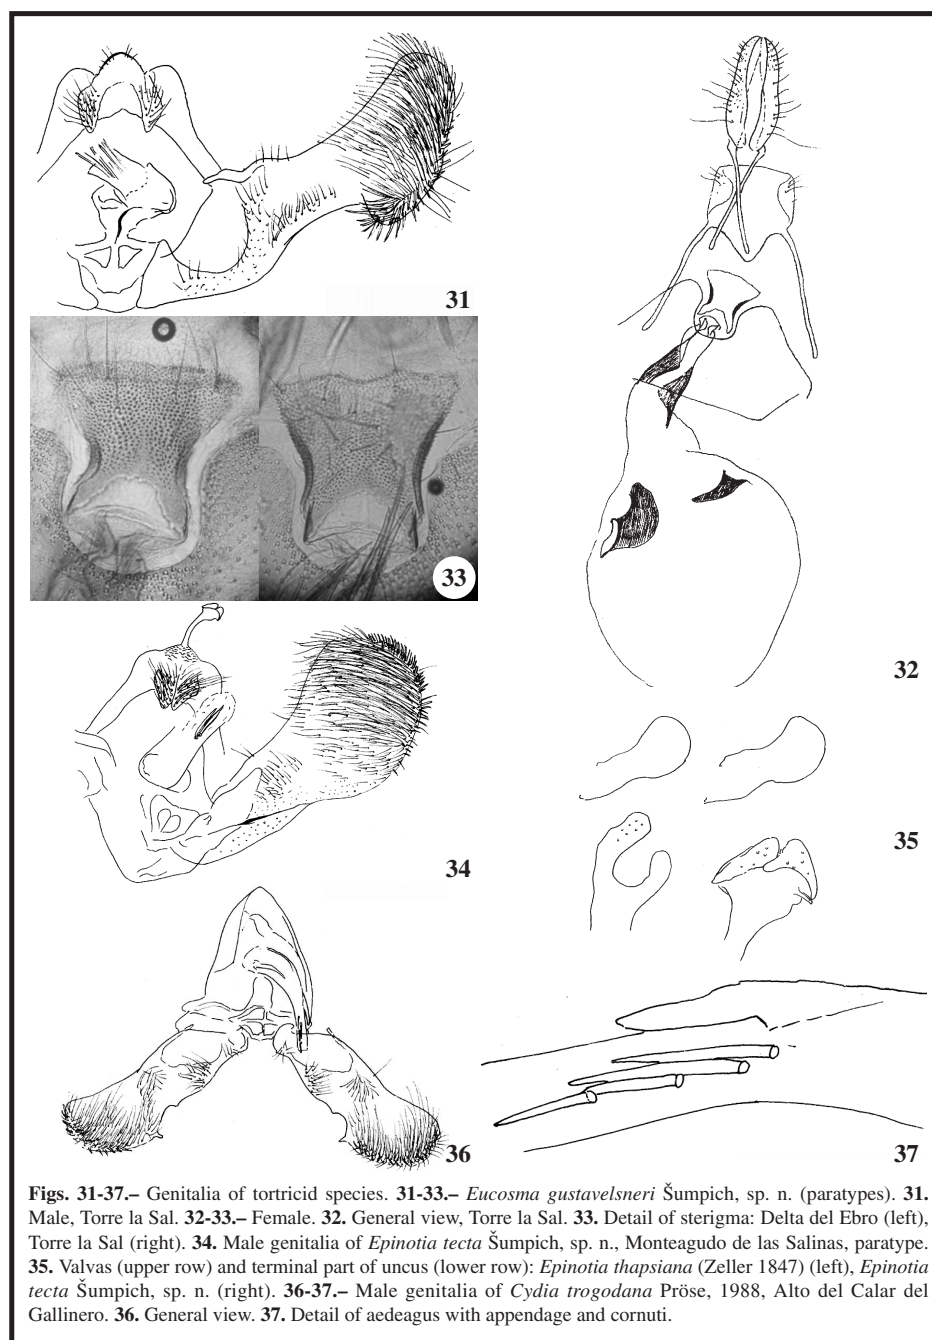 31
33
32
34
35
36
37
Figs. 31-37.– Genitalia of tortricid species. 31-33.– Eucosma gustavelsneri Šumpich, sp. n. (paratypes). 31.
Male, Torre la Sal. 32-33.– Female. 32. General view, Torre la Sal. 33. Detail of sterigma: Delta del Ebro (left),
Torre la Sal (right). 34. Male genitalia of Epinotia tecta Šumpich, sp. n., Monteagudo de las Salinas, paratype.
35. Valvas (upper row) and terminal part of uncus (lower row): Epinotia thapsiana (Zeller 1847) (left), Epinotia
tecta Šumpich, sp. n. (right). 36-37.– Male genitalia of Cydia trogodana Pröse, 1988, Alto del Calar del
Gallinero. 36. General view. 37. Detail of aedeagus with appendage and cornuti.